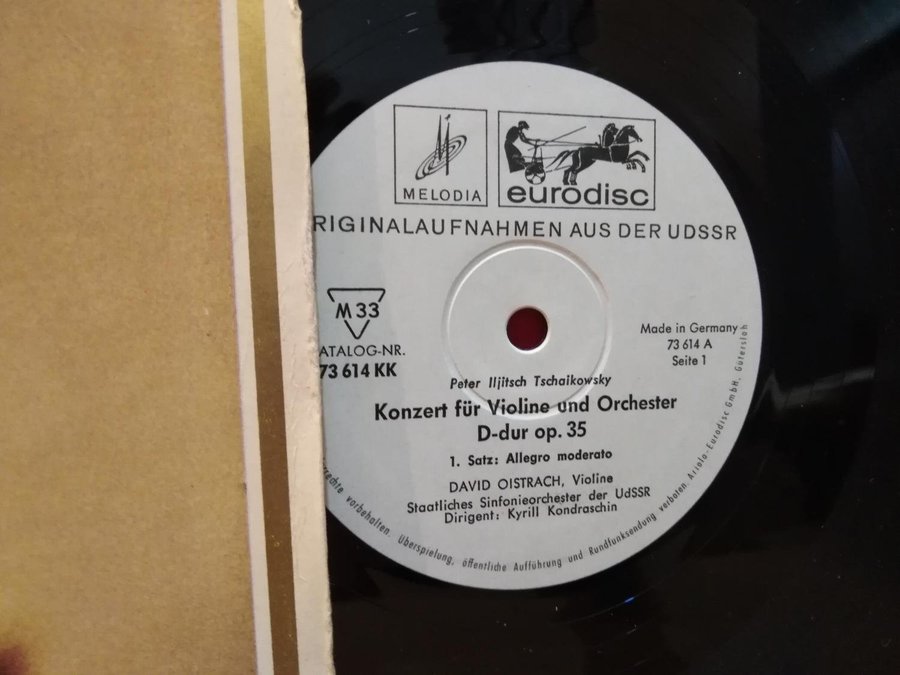 MELODIA
eurodisc
RIGINALAUFNAHMEN AUS DER UDSSR
M 33
ATALOG-NR.
73 614 KK
Made in Germany
73 614 A
Seite 1
Peter Iljitsch Tschaikowsky
Konzert für Violine und Orchester
D-dur op. 35
1. Satz: Allegro moderato
DAVID OISTRACH, Violine
Staatliches Sinfonieorchester der UdSSR
Dirigent: Kyrill Kondraschin
rechte vorbehalten. Überspielung, öffentliche Aufführung und Rundfunksendung verboten. Ariola-Eurodisc GmbH. Gütersloh